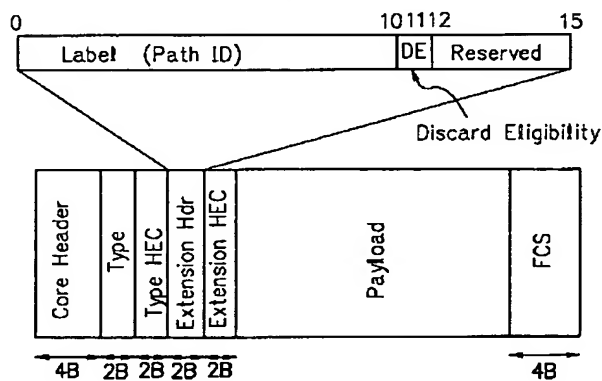 0 10 11 12 15
Label (Path ID) DE Reserved
Discard Eligibility
Core Header
Type
Type HEC
Extension Hdr
Extension HEC
Payload
FCS
4B 2B 2B 2B 2B 4B